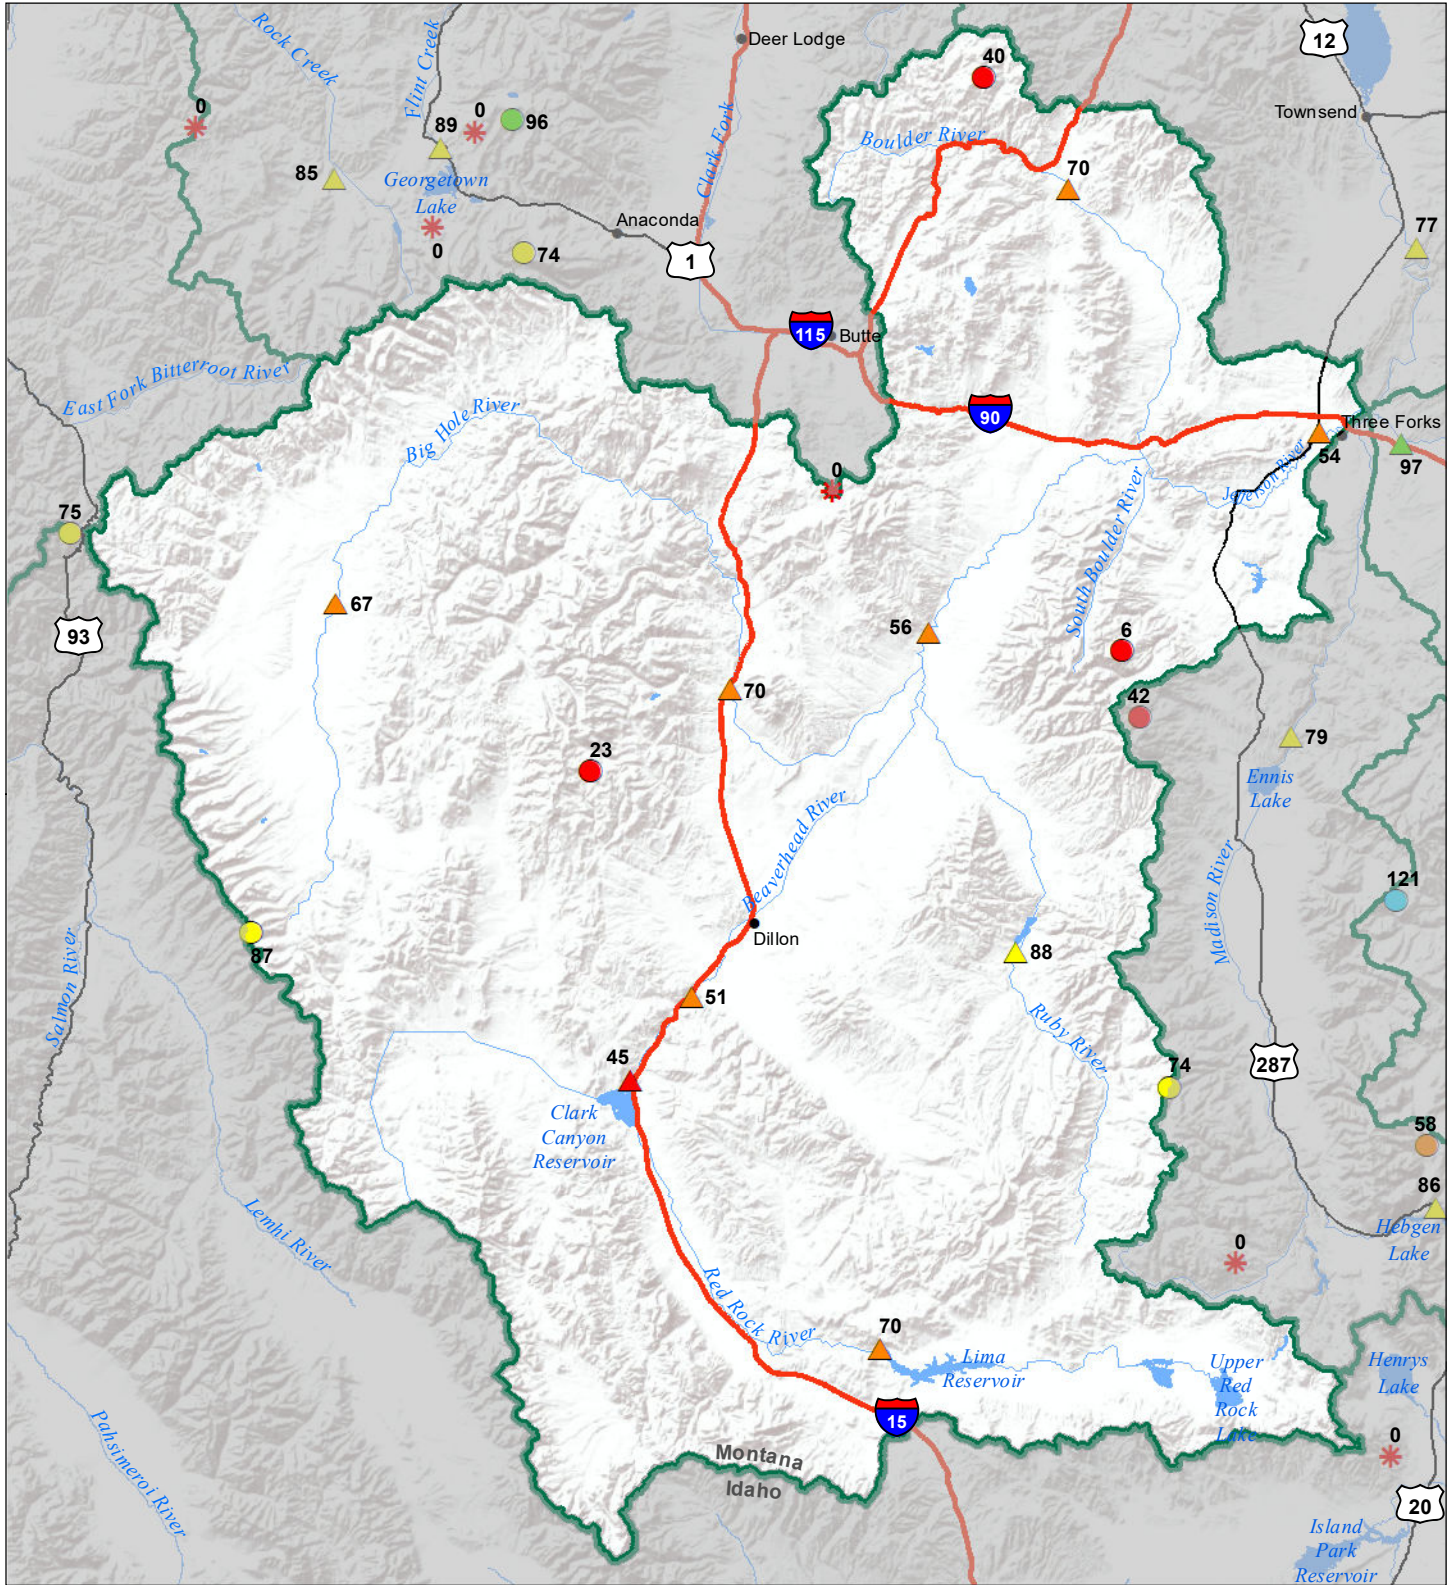 Rock Creek
Flint Creek
Deer Lodge
12
40
Townsend
0
89
0
96
Clark Fork
Boulder River
70
85
Georgetown
Lake
Anaconda
0
74
1
77
115
Butte
East Fork Bitterroot River
Big Hole River
90
Three Forks
54
97
Jefferson River
0
75
South Boulder River
67
93
56
6
70
42
79
23
Ennis
Lake
Beaverhead River
Madison River
121
Dillon
87
88
Salmon River
51
Ruby River
45
287
74
Clark
Canyon
Reservoir
58
86
Hebgen
Lake
Lemhi River
0
Red Rock River
70
Lima
Reservoir
Upper
Red
Rock
Lake
Henrys
Lake
15
0
Pahsimeroi River
Montana
Idaho
20
Island
Park
Reservoir